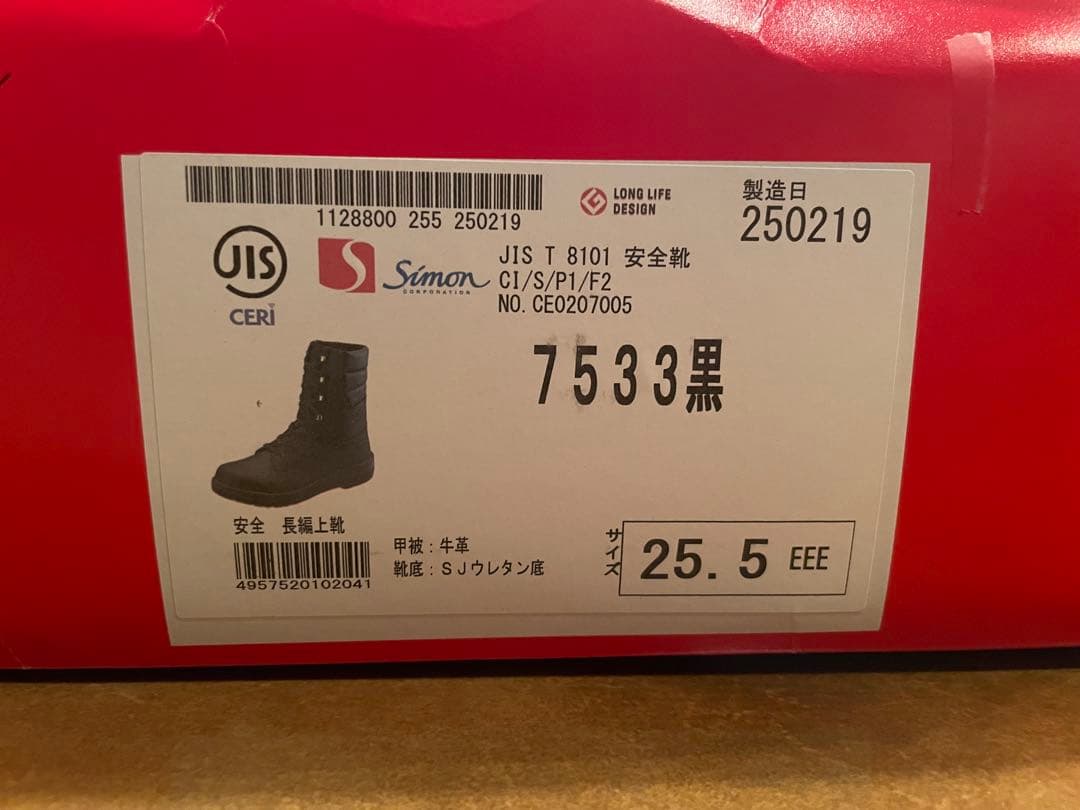 1128800 255 250219
LONG LIFE
DESIGN
製造日
250219
JIS
CERI
S
Simon
CORPORATION
JIS T 8101 安全靴
CI/S/P1/F2
NO. CE0207005
7533黒
安全 長編上靴
4957520102041
甲被:牛革
靴底:SJウレタン底
サイズ
25.5 EEE